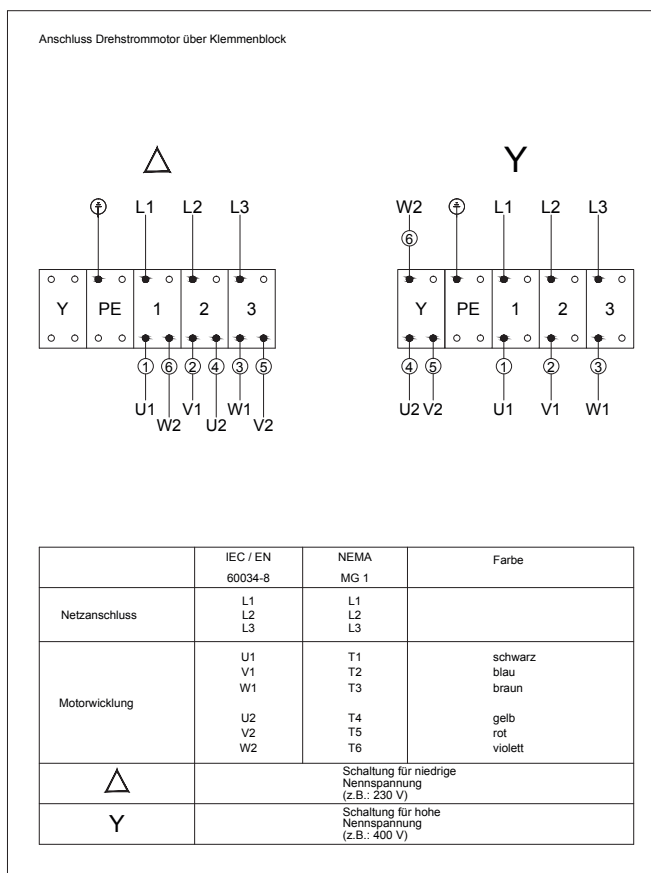 Anschluss Drehstrommotor über Klemmenblock
△ Y
L1 L2 L3
W2 L1 L2 L3
6
Y PE 1 2 3
Y PE 1 2 3
1 6 2 4 3 5
4 5 1 2 3
U1 V1 W1
W2 U2 V2
U2 V2 U1 V1 W1
IEC / EN NEMA Farbe
60034-8 MG 1
Netzanschluss
L1 L1
L2 L2
L3 L3
Motorwicklung
U1 T1 schwarz
V1 T2 blau
W1 T3 braun
U2 T4 gelb
V2 T5 rot
W2 T6 violett
△
Schaltung für niedrige
Nennspannung
(z.B.: 230 V)
Y
Schaltung für hohe
Nennspannung
(z.B.: 400 V)